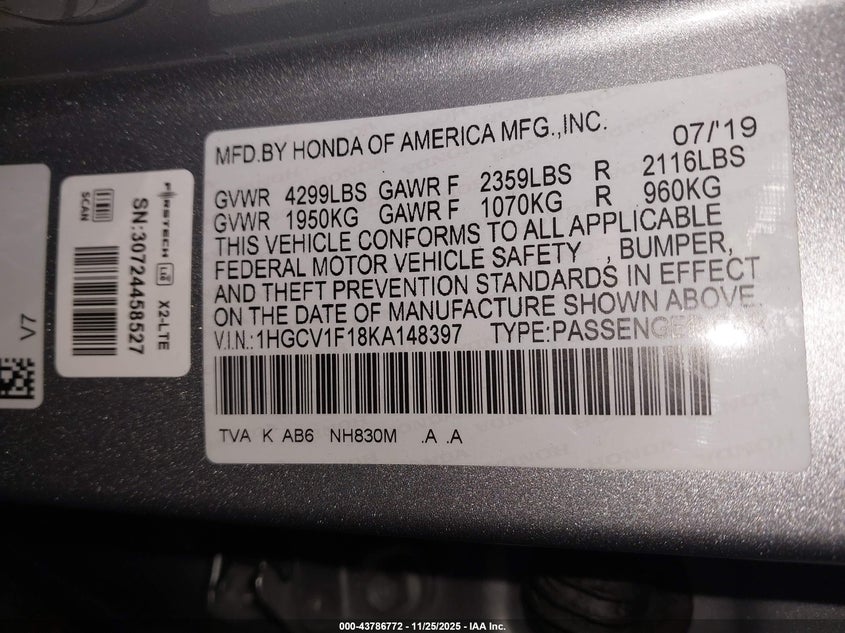 MFD.BY HONDA OF AMERICA MFG.,INC. 07/'19
GVWR 4299LBS GAWR F 2359LBS R 2116LBS
GVWR 1950KG GAWR F 1070KG R 960KG
THIS VEHICLE CONFORMS TO ALL APPLICABLE
FEDERAL MOTOR VEHICLE SAFETY , BUMPER,
AND THEFT PREVENTION STANDARDS IN EFFECT
ON THE DATE OF MANUFACTURE SHOWN ABOVE.
V.I.N.:1HGCV1F18KA148397 TYPE:PASSENGER
TVA K AB6 NH830M .A .A
FIRSTECH LTE X2-LTE
SN:30724458527
SCAN
V7
000-43786772 - 11/25/2025 - IAA Inc.